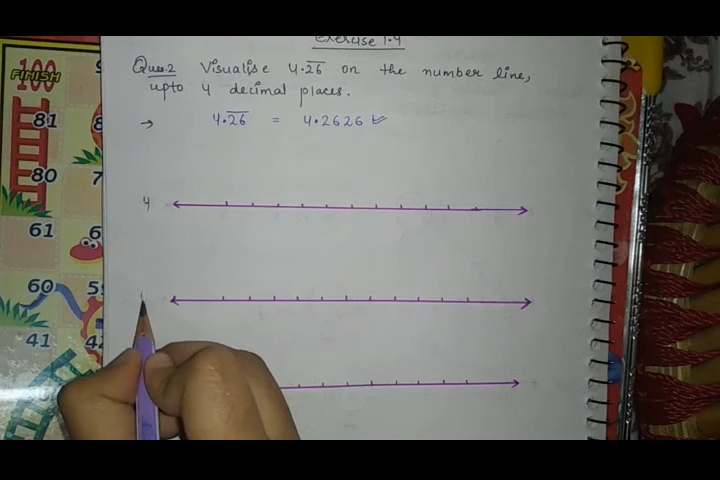 Exercise 1.4
Ques.2 Visualise 4.2̅6̅ on the number line,
upto 4 decimal places.
→ 4.2̅6̅ = 4.2626
4
FINISH
100
81
80
61
60
41